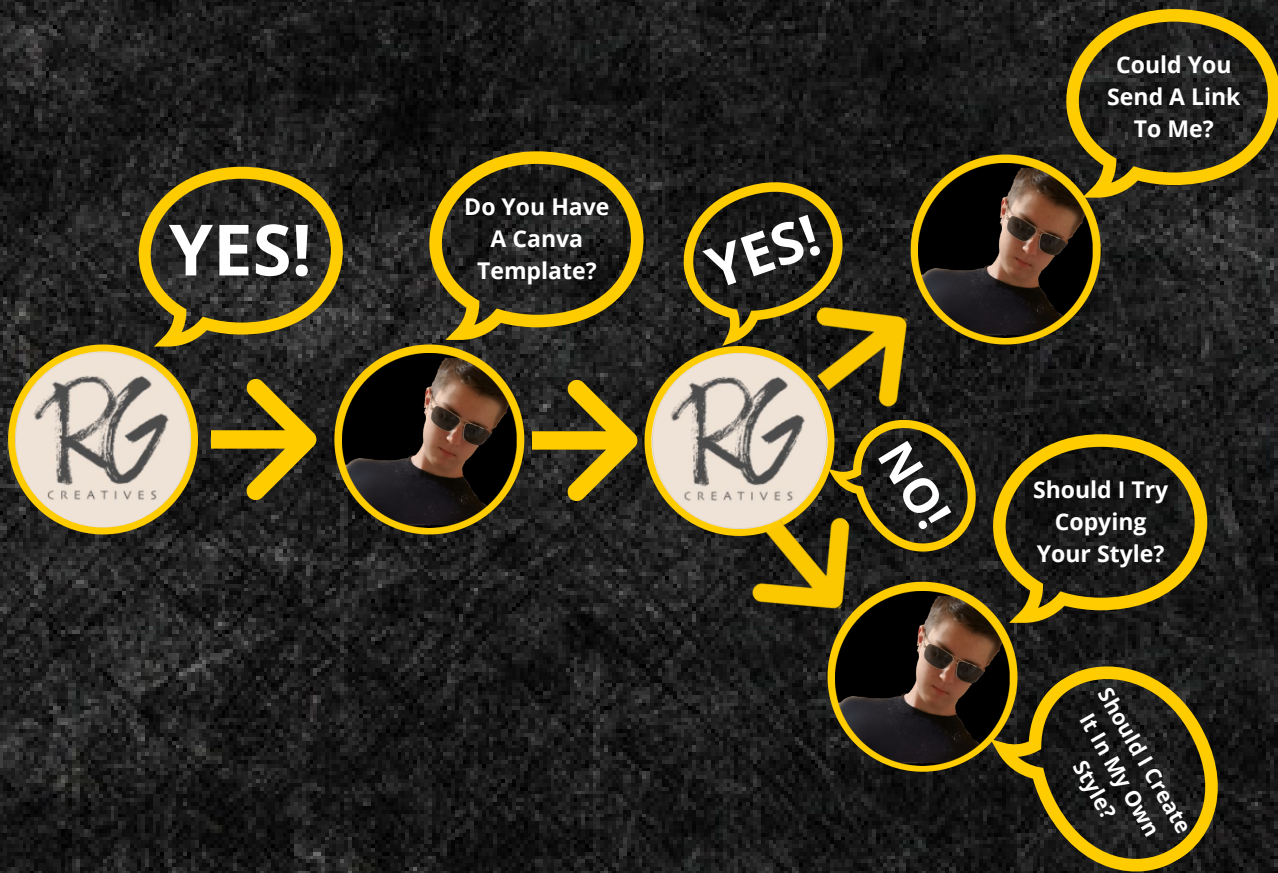 YES!
RG
CREATIVES
Do You Have
A Canva
Template?
YES!
RG
CREATIVES
NO!
Could You
Send A Link
To Me?
Should I Try
Copying
Your Style?
Should I Create
It In My Own
Style?